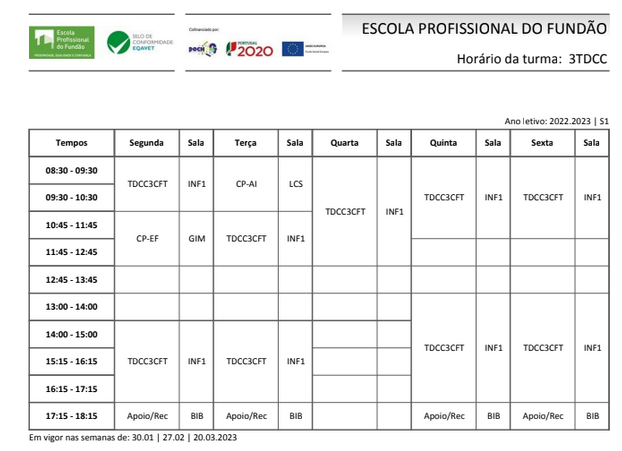 Escola
Profissional
do Fundão
SELO DE
CONFORMIDADE
EQAVET
Cofinanciado por:
PORTUGAL
2020
ESCOLA PROFISSIONAL DO FUNDÃO
Horário da turma: 3TDCC
Ano letivo: 2022.2023 | S1
Tempos Segunda Sala Terça Sala Quarta Sala Quinta Sala Sexta Sala
08:30 - 09:30
TDCC3CFT INF1 CP-AI LCS
09:30 - 10:30 TDCC3CFT INF1 TDCC3CFT INF1
TDCC3CFT INF1
10:45 - 11:45
CP-EF GIM TDCC3CFT INF1
11:45 - 12:45
12:45 - 13:45
13:00 - 14:00
14:00 - 15:00
TDCC3CFT INF1 TDCC3CFT INF1
15:15 - 16:15 TDCC3CFT INF1 TDCC3CFT INF1
16:15 - 17:15
17:15 - 18:15 Apoio/Rec BIB Apoio/Rec BIB Apoio/Rec BIB Apoio/Rec BIB
Em vigor nas semanas de: 30.01 | 27.02 | 20.03.2023